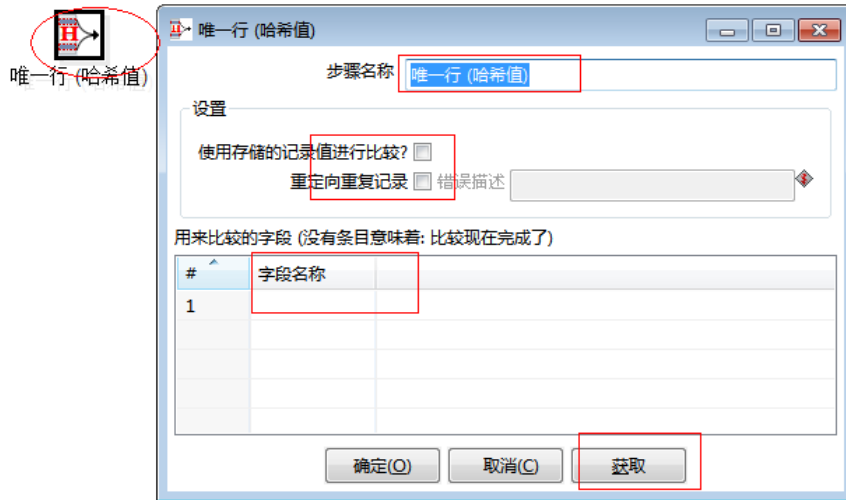 H
唯一行 (哈希值)
唯一行 (哈希值)
步骤名称 唯一行 (哈希值)
设置
使用存储的记录值进行比较?
重定向重复记录 错误描述 $
用来比较的字段 (没有条目意味着: 比较现在完成了)
# 字段名称
1
确定(O) 取消(C) 获取